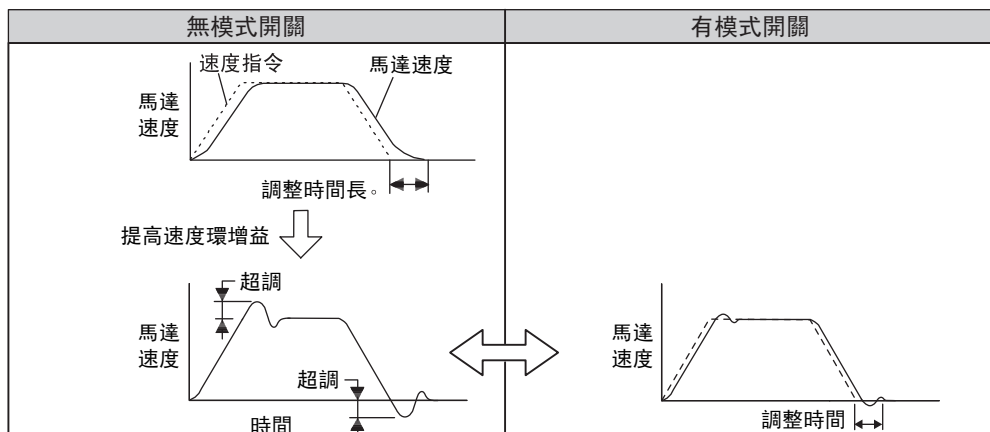 無模式開關
有模式開關
速度指令
馬達速度
馬達
速度
調整時間長。
提高速度環增益
超調
馬達
速度
超調
時間
馬達
速度
調整時間